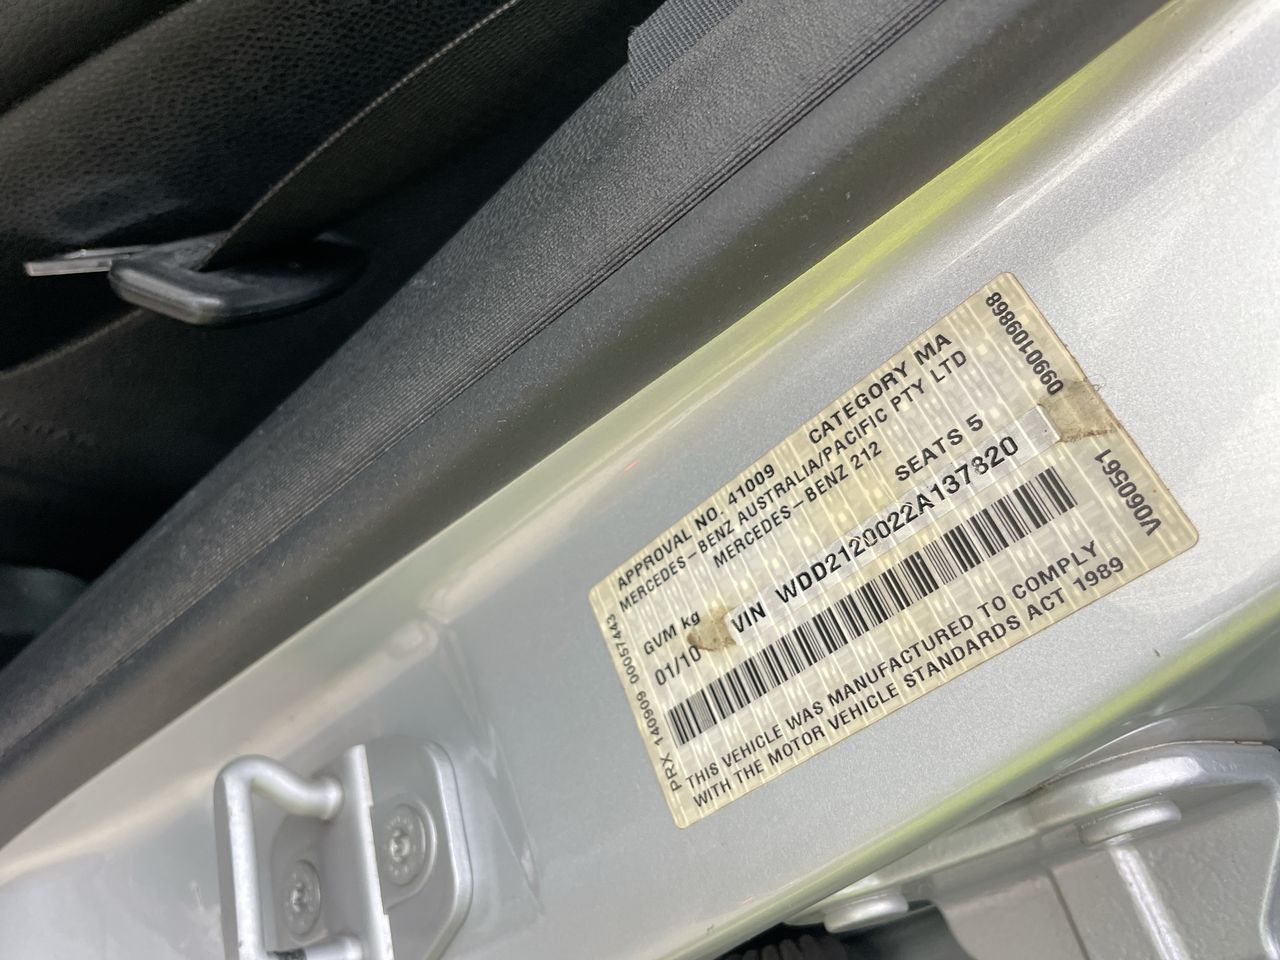 APPROVAL NO. 41009 CATEGORY MA
MERCEDES-BENZ AUSTRALIA/PACIFIC PTY LTD
MERCEDES-BENZ 212
GVM kg SEATS 5
01/10 VIN WDD2120022A137820
THIS VEHICLE WAS MANUFACTURED TO COMPLY
WITH THE MOTOR VEHICLE STANDARDS ACT 1989
PRX 140909 00057443
0990109868
V060561